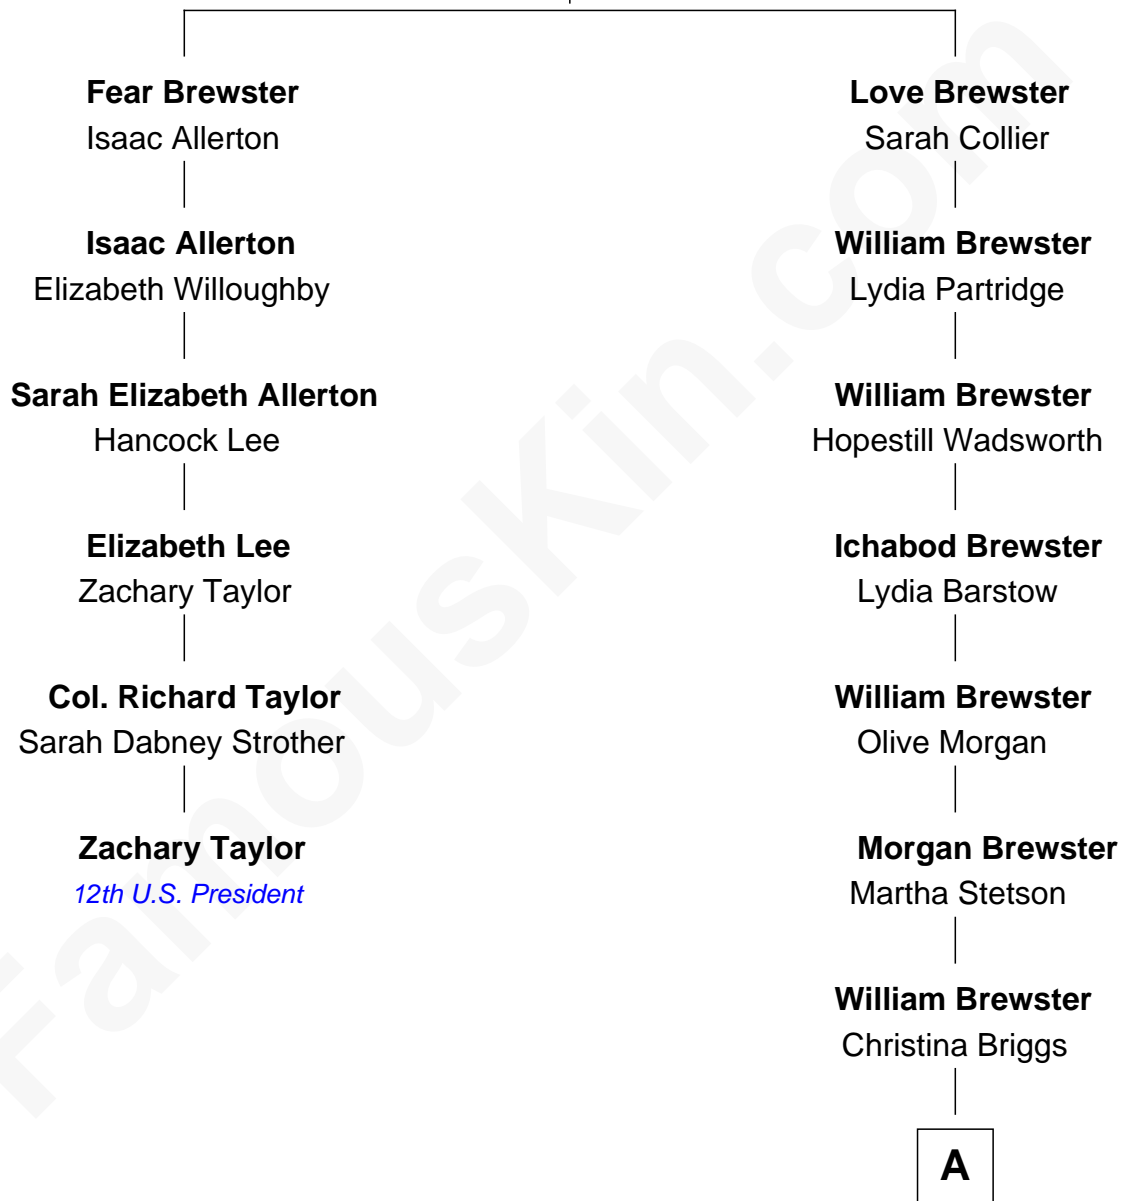 Fear Brewster
Isaac Allerton
Isaac Allerton
Elizabeth Willoughby
Sarah Elizabeth Allerton
Hancock Lee
Elizabeth Lee
Zachary Taylor
Col. Richard Taylor
Sarah Dabney Strother
Zachary Taylor
12th U.S. President
Love Brewster
Sarah Collier
William Brewster
Lydia Partridge
William Brewster
Hopestill Wadsworth
Ichabod Brewster
Lydia Barstow
William Brewster
Olive Morgan
Morgan Brewster
Martha Stetson
William Brewster
Christina Briggs
A
FamousKin.com